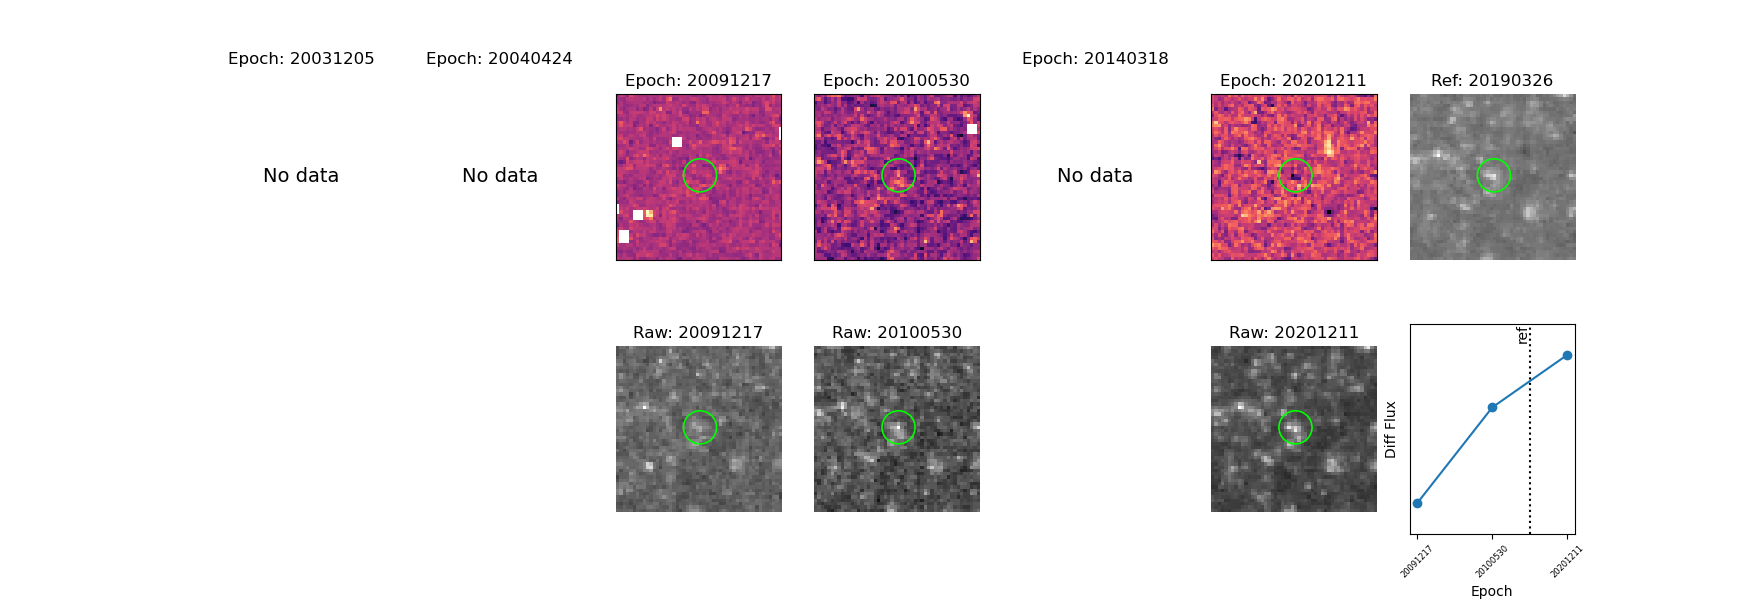 Epoch: 20031205
Epoch: 20040424
Epoch: 20140318
Epoch: 20091217
Epoch: 20100530
Epoch: 20201211
Ref: 20190326
No data
No data
No data
Raw: 20091217
Raw: 20100530
Raw: 20201211
ref
Diff Flux
20091217
20100530
20201211
Epoch